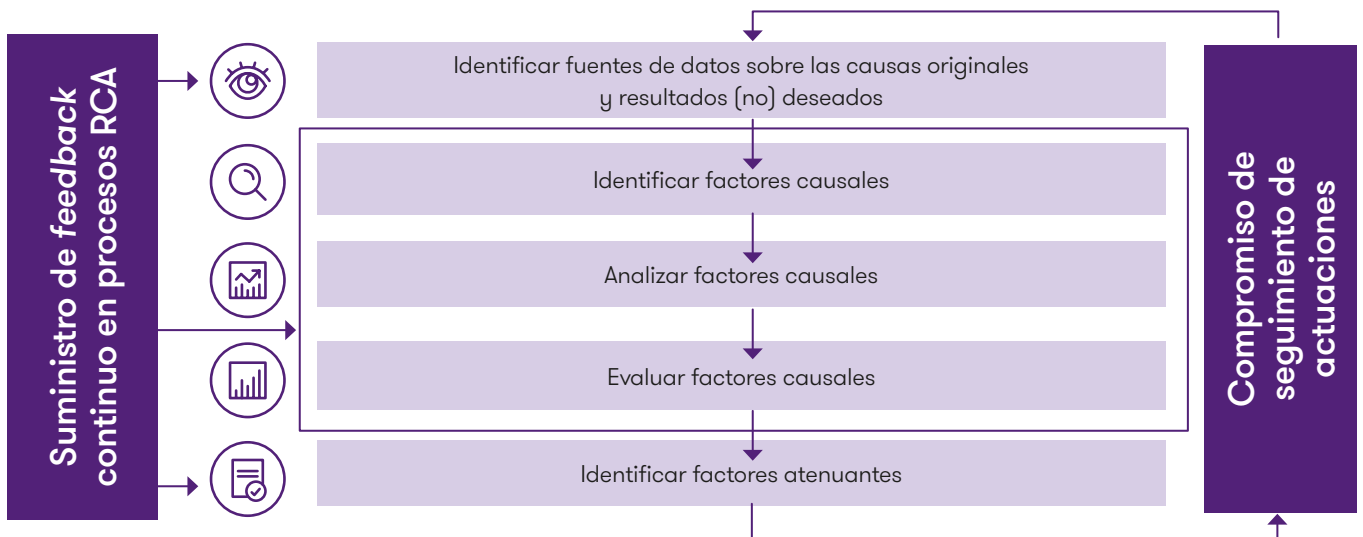 Suministro de feedback
continuo en procesos RCA
Identificar fuentes de datos sobre las causas originales
y resultados (no) deseados
Identificar factores causales
Analizar factores causales
Evaluar factores causales
Identificar factores atenuantes
Compromiso de
seguimiento de
actuaciones